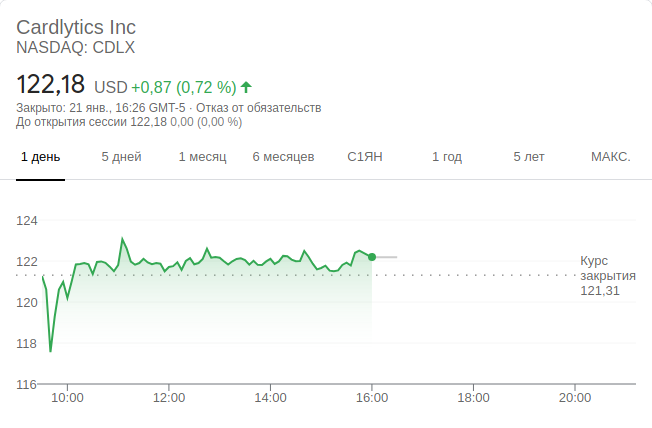 Cardlytics Inc
NASDAQ: CDLX
122,18 USD +0,87 (0,72 %)
Закрыто: 21 янв., 16:26 GMT-5 · Отказ от обязательств
До открытия сессии 122,18 0,00 (0,00 %)
1 день 5 дней 1 месяц 6 месяцев С1ЯН 1 год 5 лет МАКС.
124
122
120
118
116
Курс
закрытия
121,31
10:00 12:00 14:00 16:00 18:00 20:00